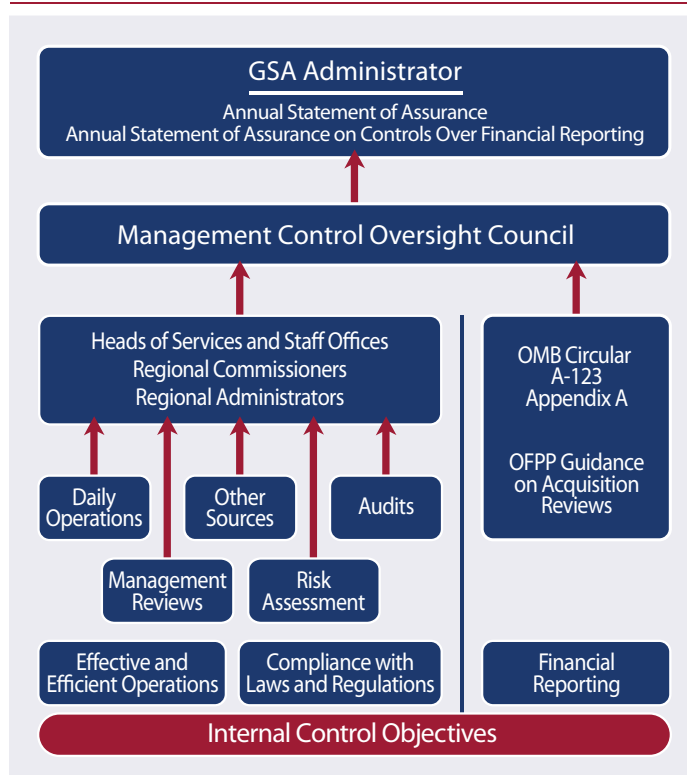 GSA Administrator
Annual Statement of Assurance
Annual Statement of Assurance on Controls Over Financial Reporting
Management Control Oversight Council
Heads of Services and Staff Offices
Regional Commissioners
Regional Administrators
OMB Circular
A-123
Appendix A
OFPP Guidance
on Acquisition
Reviews
Daily
Operations
Other
Sources
Audits
Management
Reviews
Risk
Assessment
Effective and
Efficient Operations
Compliance with
Laws and Regulations
Financial
Reporting
Internal Control Objectives